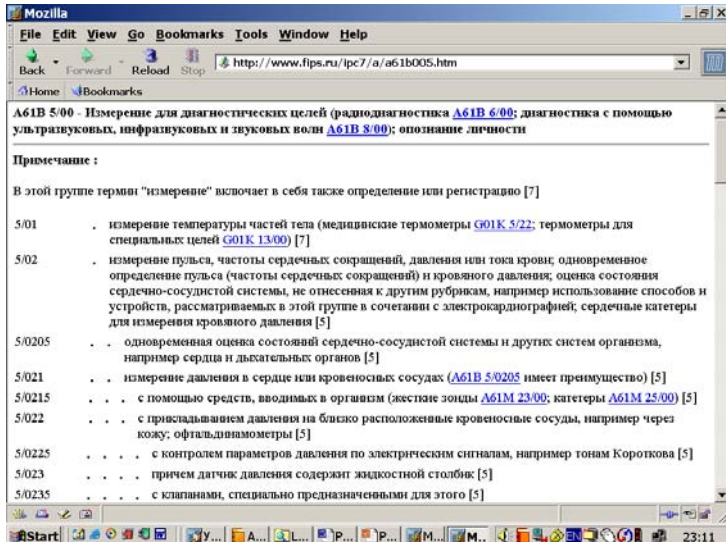 Mozilla
File Edit View Go Bookmarks Tools Window Help
Back Forward Reload Stop http://www.fips.ru/ipc7/a/a61b005.htm
Home Bookmarks
A61B 5/00 - Измерение для диагностических целей (радиодиагностика A61B 6/00; диагностика с помощью
ультразвуковых, инфразвуковых и звуковых волн A61B 8/00); опознание личности
Примечание :
В этой группе термин "измерение" включает в себя также определение или регистрацию [7]
5/01 . измерение температуры частей тела (медицинские термометры G01K 5/22; термометры для
специальных целей G01K 13/00) [7]
5/02 . измерение пульса, частоты сердечных сокращений, давления или тока крови; одновременное
определение пульса (частоты сердечных сокращений) и кровяного давления; оценка состояния
сердечно-сосудистой системы, не отнесенная к другим рубрикам, например использование способов и
устройств, рассматриваемых в этой группе в сочетании с электрокардиографией; сердечные катетеры
для измерения кровяного давления [5]
5/0205 . . одновременная оценка состояний сердечно-сосудистой системы и других систем организма,
например сердца и дыхательных органов [5]
5/021 . . измерение давления в сердце или кровеносных сосудах (A61B 5/0205 имеет преимущество) [5]
5/0215 . . . с помощью средств, вводимых в организм (жесткие зонды A61M 23/00; катетеры A61M 25/00) [5]
5/022 . . . с прикладыванием давления на близко расположенные кровеносные сосуды, например через
кожу; офтальдинамометры [5]
5/0225 . . . . с контролем параметров давления по электрическим сигналам, например тонам Короткова [5]
5/023 . . . . причем датчик давления содержит жидкостной столбик [5]
5/0235 . . . . с клапанами, специально предназначенными для этого [5]
Start Y... A... L... P... P... M... M.. EN 23:11